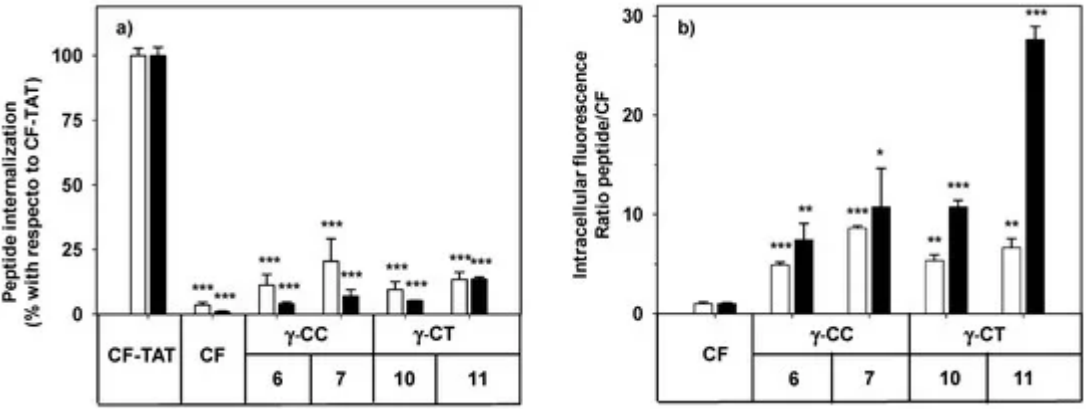 a)
Peptide internalization
(% with respecto to CF-TAT)
100
75
50
25
0
***
***
***
***
***
***
***
***
***
***
CF-TAT
CF
γ-CC
γ-CT
6
7
10
11
b)
Intracellular fluorescence
Ratio peptide/CF
30
20
10
0
***
**
***
*
**
***
**
***
CF
γ-CC
γ-CT
6
7
10
11